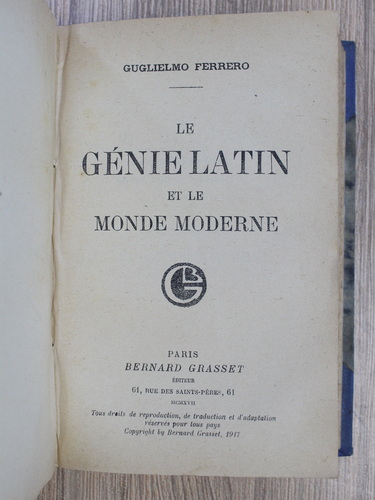 GUGLIELMO FERRERO
LE
GÉNIE LATIN
ET LE
MONDE MODERNE
BG
PARIS
BERNARD GRASSET
ÉDITEUR
61, RUE DES SAINTS-PÈRES, 61
MCMXVII
Tous droits de reproduction, de traduction et d'adaptation
réservés pour tous pays
Copyright by Bernard Grasset, 1917